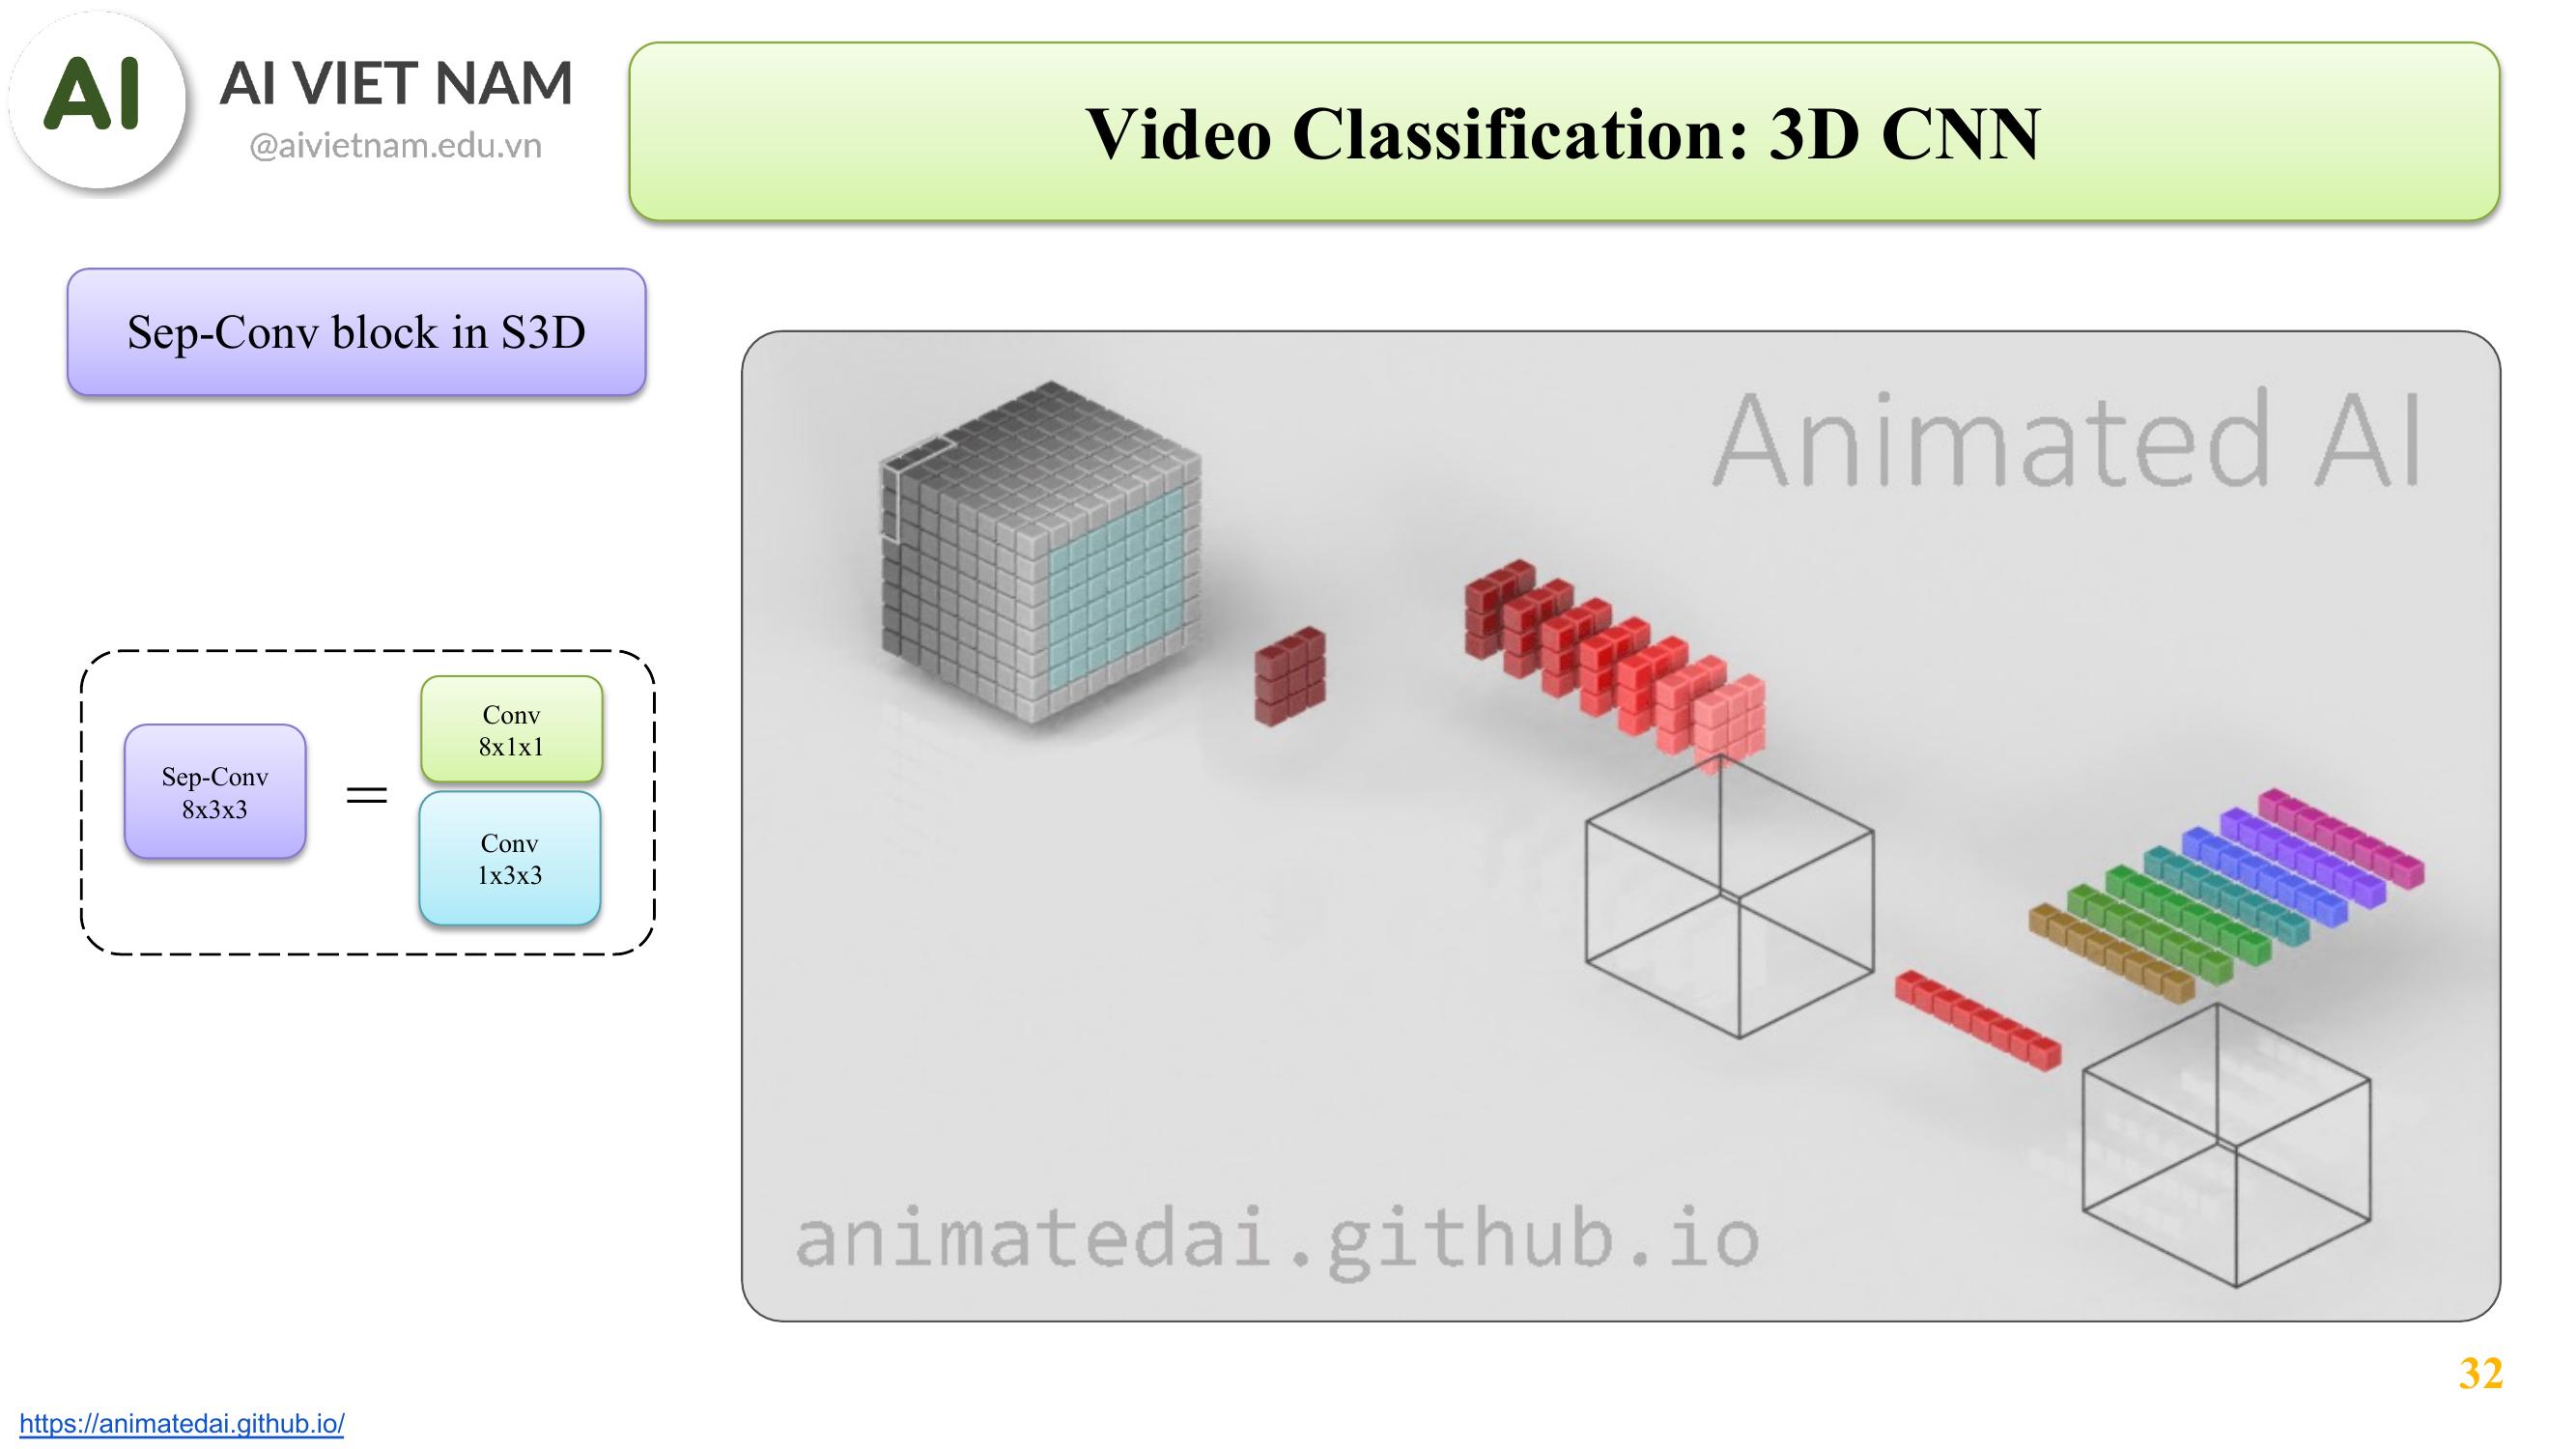 AI
AI VIET NAM
@aivietnam.edu.vn
Video Classification: 3D CNN
Sep-Conv block in S3D
Sep-Conv
8x3x3
=
Conv
8x1x1
Conv
1x3x3
Animated AI
animatedai.github.io
32
https://animatedai.github.io/